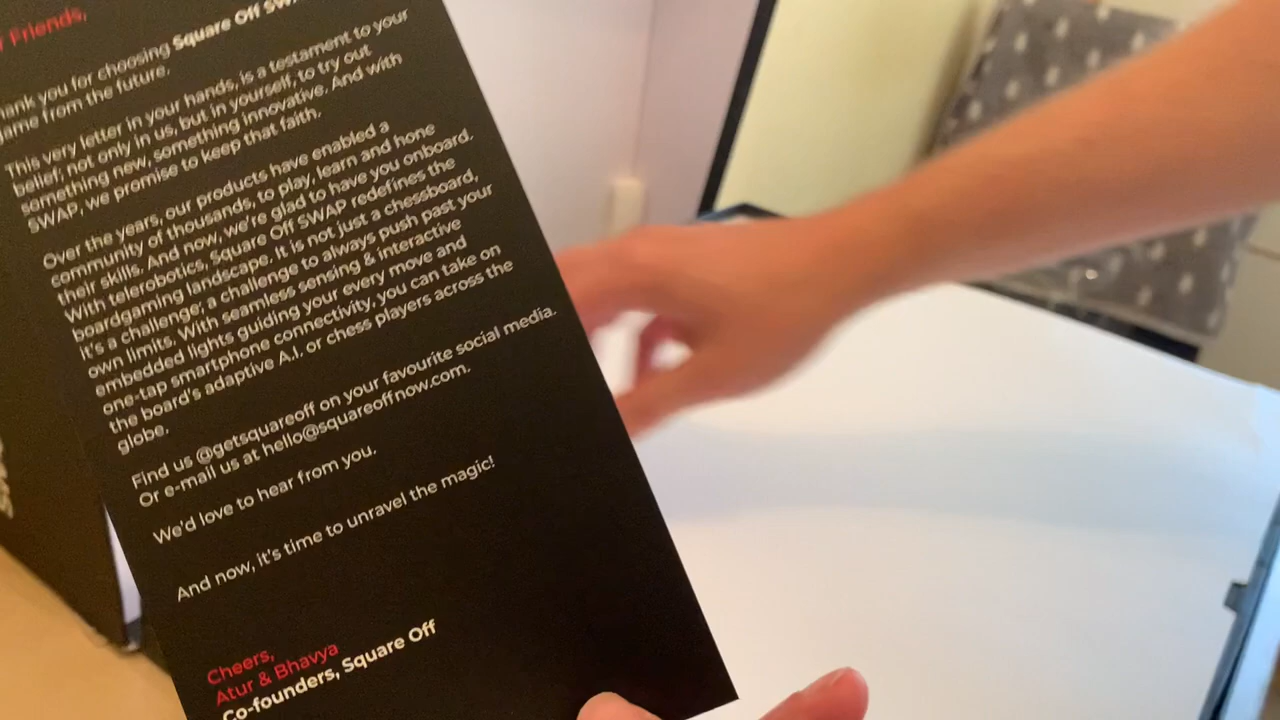 Friends,
ank you for choosing Square Off SW
ame from the future.
This very letter in your hands, is a testament to your
belief; not only in us, but in yourself, to try out
something new, something innovative. And with
SWAP, we promise to keep that faith.
Over the years, our products have enabled a
community of thousands, to play, learn and hone
their skills. And now, we're glad to have you onboard.
With telerobotics, Square Off SWAP redefines the
boardgaming landscape. It is not just a chessboard,
it's a challenge; a challenge to always push past your
own limits. With seamless sensing & interactive
embedded lights guiding your every move and
one-tap smartphone connectivity, you can take on
the board's adaptive A.I. or chess players across the
globe.
Find us @getsquareoff on your favourite social media.
Or e-mail us at hello@squareoffnow.com.
We'd love to hear from you.
And now, it's time to unravel the magic!
Cheers,
Atur & Bhavya
Co-founders, Square Off